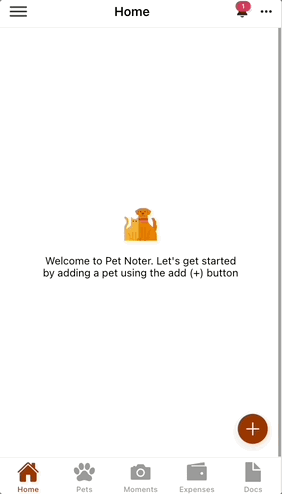 Home
1
Welcome to Pet Noter. Let's get started
by adding a pet using the add (+) button
Home
Pets
Moments
Expenses
Docs